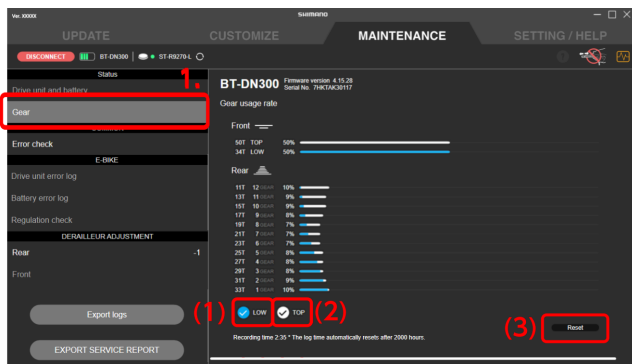 Ver. XXXXX
SHIMANO
UPDATE
CUSTOMIZE
MAINTENANCE
SETTING / HELP
DISCONNECT
BT-DN300
ST-R9270-L
Status
1.
Drive unit and battery
Gear
Error check
E-BIKE
Drive unit error log
Battery error log
Regulation check
DERAILLEUR ADJUSTMENT
Rear -1
Front
Export logs
EXPORT SERVICE REPORT
BT-DN300
Firmware version 4.15.28
Serial No. 7HKTAK30117
Gear usage rate
Front
50T TOP 50%
34T LOW 50%
Rear
11T 12 GEAR 10%
13T 11 GEAR 9%
15T 10 GEAR 9%
17T 9 GEAR 8%
19T 8 GEAR 7%
21T 7 GEAR 7%
23T 6 GEAR 7%
25T 5 GEAR 8%
27T 4 GEAR 8%
29T 3 GEAR 8%
31T 2 GEAR 9%
33T 1 GEAR 10%
(1) LOW TOP (2)
(3) Reset
Recording time 2:35 * The log time automatically resets after 2000 hours.